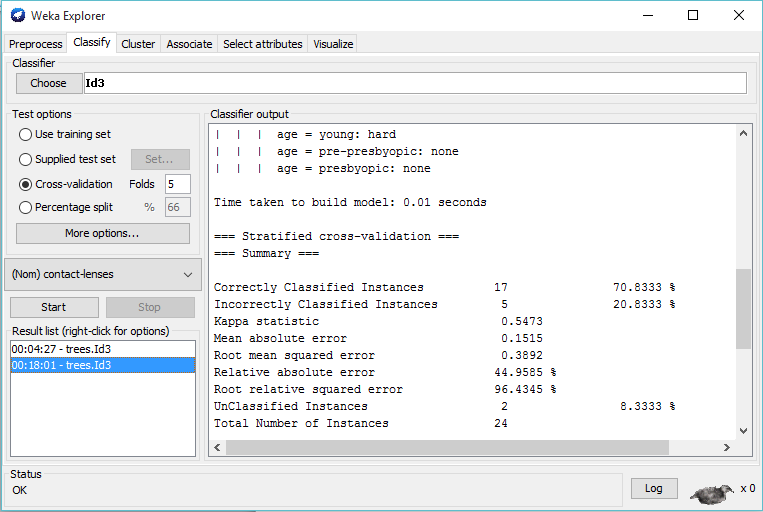 Weka Explorer
Preprocess Classify Cluster Associate Select attributes Visualize
Classifier
Choose Id3
Test options
Use training set
Supplied test set Set...
Cross-validation Folds 5
Percentage split % 66
More options...
(Nom) contact-lenses
Start Stop
Result list (right-click for options)
00:04:27 - trees.Id3
00:18:01 - trees.Id3
Classifier output
| | | age = young: hard
| | | age = pre-presbyopic: none
| | | age = presbyopic: none
Time taken to build model: 0.01 seconds
=== Stratified cross-validation ===
=== Summary ===
Correctly Classified Instances 17 70.8333 %
Incorrectly Classified Instances 5 20.8333 %
Kappa statistic 0.5473
Mean absolute error 0.1515
Root mean squared error 0.3892
Relative absolute error 44.9585 %
Root relative squared error 96.4345 %
UnClassified Instances 2 8.3333 %
Total Number of Instances 24
Status
OK
Log x 0